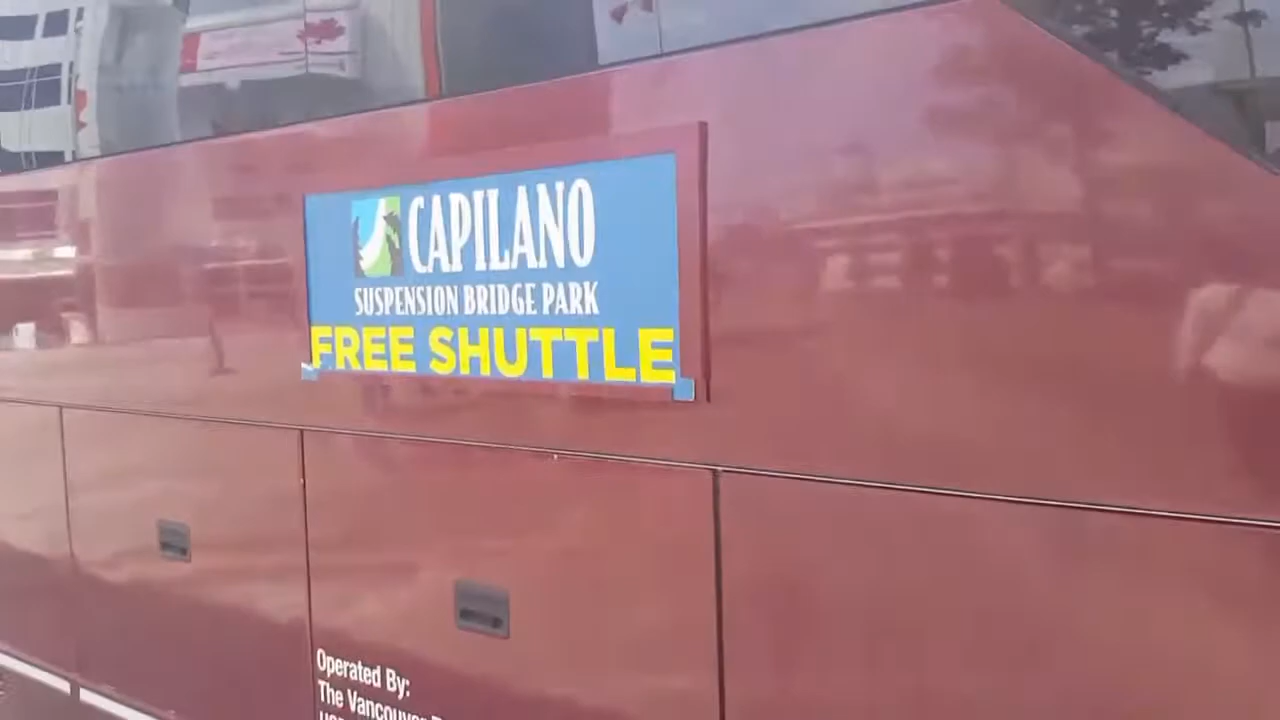 CAPILANO
SUSPENSION BRIDGE PARK
FREE SHUTTLE
Operated By:
The Vancouver